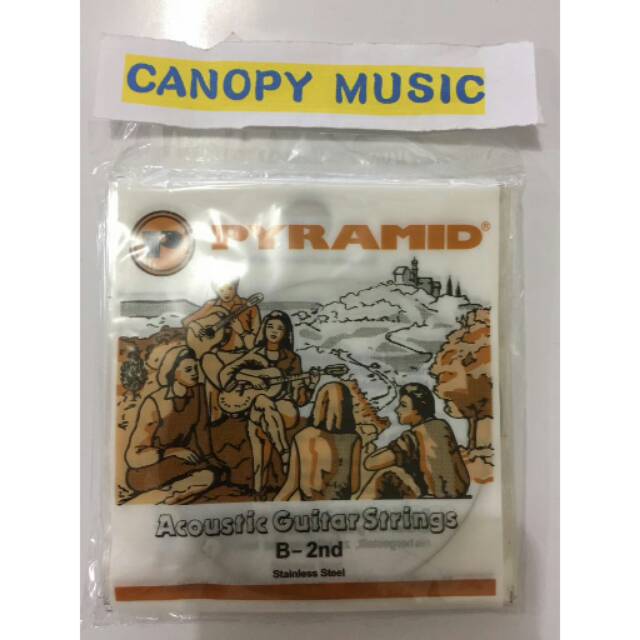 CANOPY MUSIC
P PYRAMID®
Acoustic Guitar Strings
B-2nd
Stainless Steel